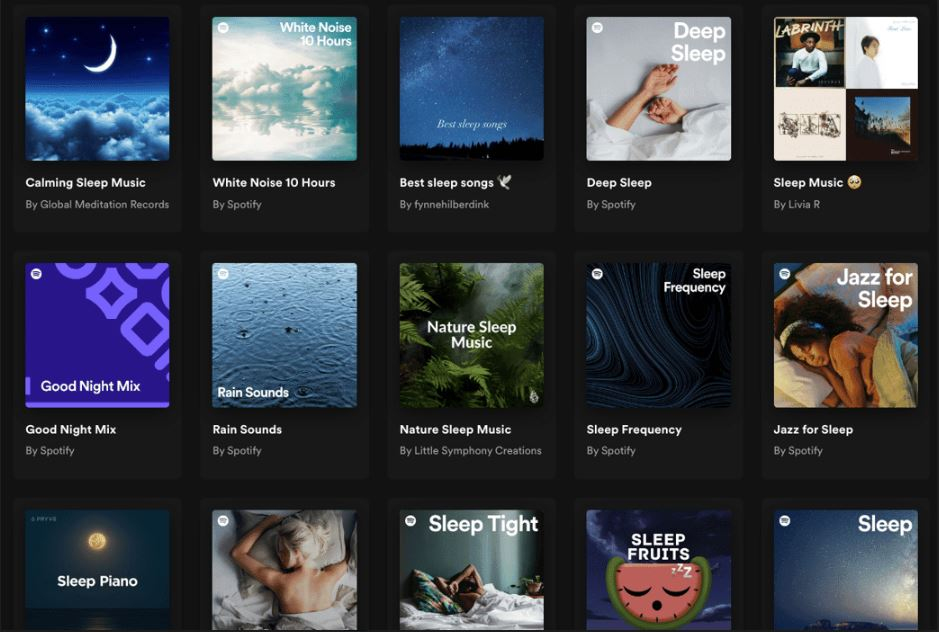 White Noise
10 Hours
Best sleep songs
Deep
Sleep
LABRINTH
Calming Sleep Music
White Noise 10 Hours
Best sleep songs 🕊️
Deep Sleep
Sleep Music 🥺
By Global Meditation Records
By Spotify
By fynnehilberdink
By Spotify
By Livia R
Good Night Mix
Rain Sounds
Nature Sleep
Music
Sleep
Frequency
Jazz for
Sleep
Good Night Mix
Rain Sounds
Nature Sleep Music
Sleep Frequency
Jazz for Sleep
By Spotify
By Spotify
By Little Symphony Creations
By Spotify
By Spotify
PRYVE
Sleep Piano
Sleep Tight
SLEEP
FRUITS
zZZ
Sleep